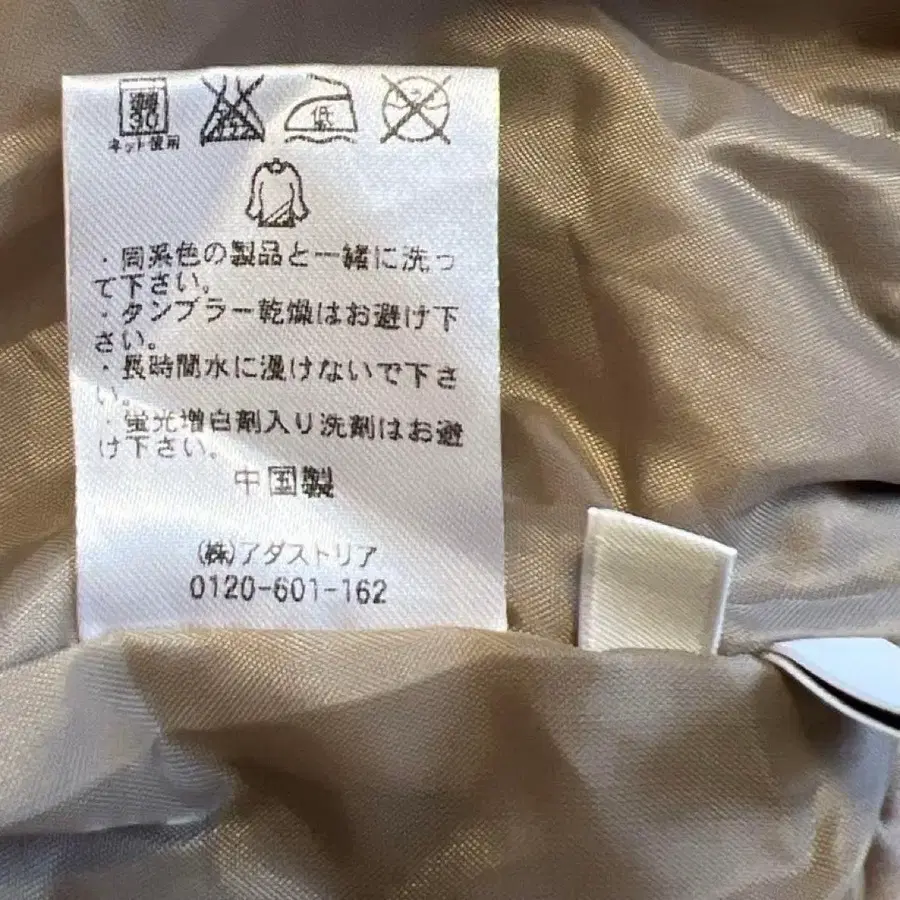 弱 30
ネット使用
低
・同系色の製品と一緒に洗っ
て下さい。
・タンブラー乾燥はお避け下
さい。
・長時間水に浸けないで下さ
い。
・蛍光増白剤入り洗剤はお避
け下さい。
中国製
(株)アダストリア
0120-601-162